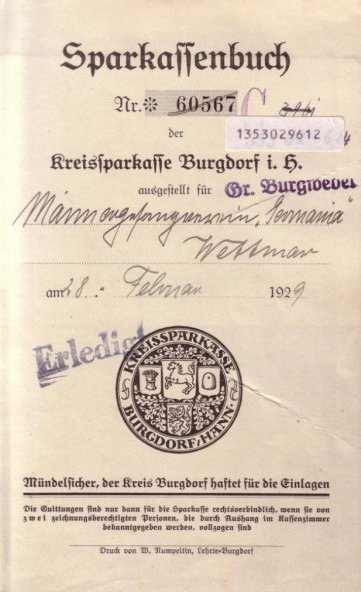 Sparkassenbuch
Nr. ※ 60567
der
1353029612
Kreissparkasse Burgdorf i. H.
ausgestellt für Gr. Burgwedel
Männergesangverein „Germania"
Wettmar
am 28. Februar 1929
Erledigt
KREISSPARKASSE
BURGDORF/HANN.
Mündelsicher, der Kreis Burgdorf haftet für die Einlagen
Die Quittungen sind nur dann für die Sparkasse rechtsverbindlich, wenn sie von
zwei zeichnungsberechtigten Personen, die durch Aushang im Kassenzimmer
bekanntgegeben werden, vollzogen sind
Druck von W. Rumpeltin, Lehrte-Burgdorf